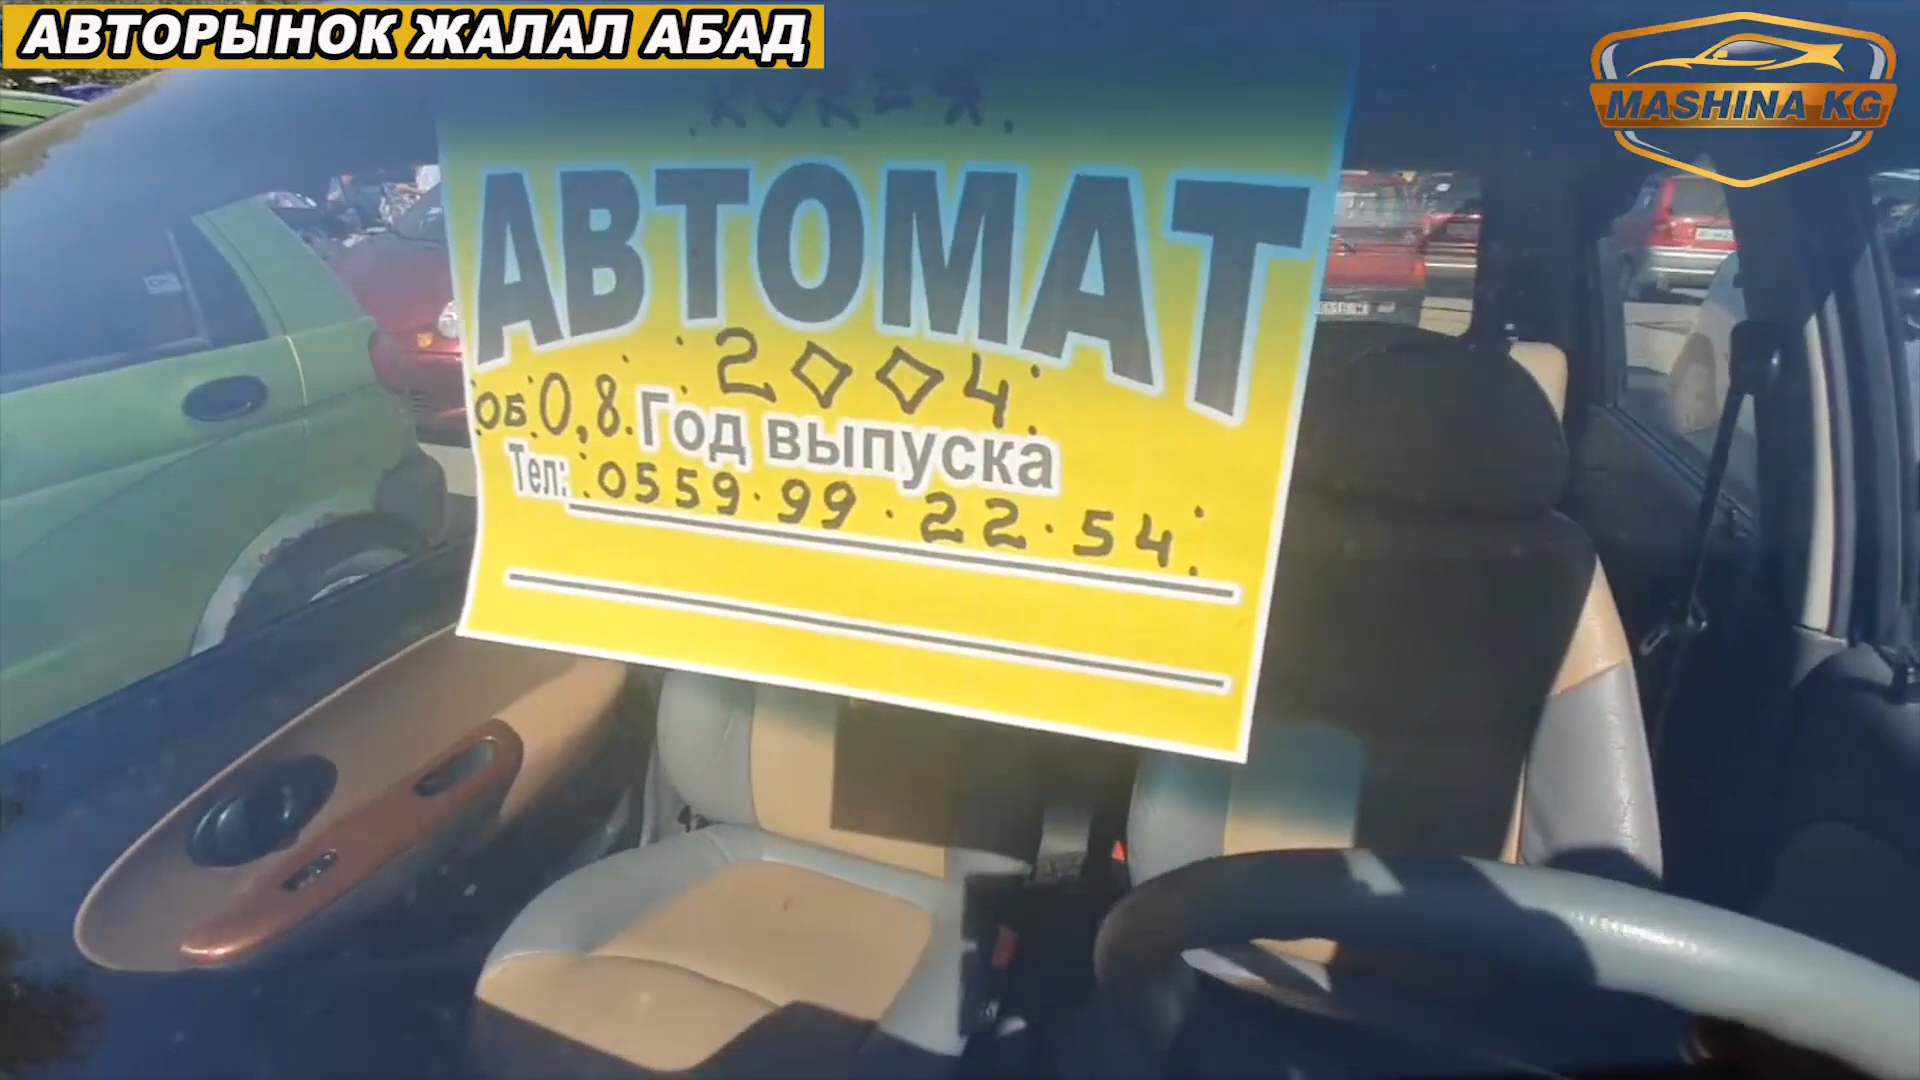 АВТОРЫНОК ЖАЛАЛ АБАД
MASHINA KG
АВТОМАТ
2004
ОБ 0,8. Год выпуска
Тел: 0559·99·22·54